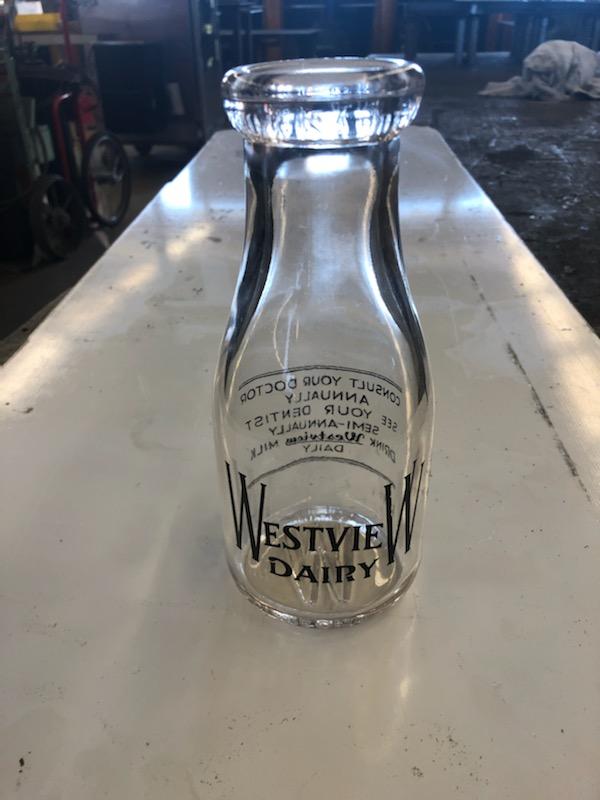 CONSULT YOUR DOCTOR
ANNUALLY
SEE YOUR DENTIST
SEMI-ANNUALLY
DRINK Westview MILK
DAILY
WESTVIEW
DAIRY